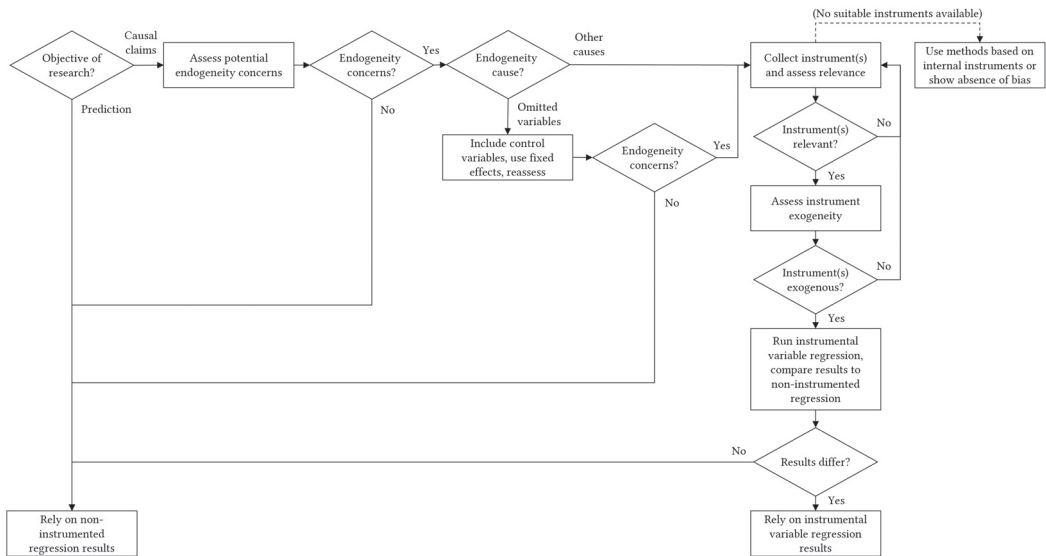 (No suitable instruments available)
Objective of
research?
Causal
claims
Assess potential
endogeneity concerns
Endogeneity
concerns?
Yes
Endogeneity
cause?
Other
causes
Collect instrument(s)
and assess relevance
Use methods based on
internal instruments or
show absence of bias
Prediction
No
Omitted
variables
Include control
variables, use fixed
effects, reassess
Endogeneity
concerns?
Yes
No
Instrument(s)
relevant?
No
Yes
Assess instrument
exogeneity
Instrument(s)
exogenous?
No
Yes
Run instrumental
variable regression,
compare results to
non-instrumented
regression
Results differ?
No
Yes
Rely on non-
instrumented
regression results
Rely on instrumental
variable regression
results